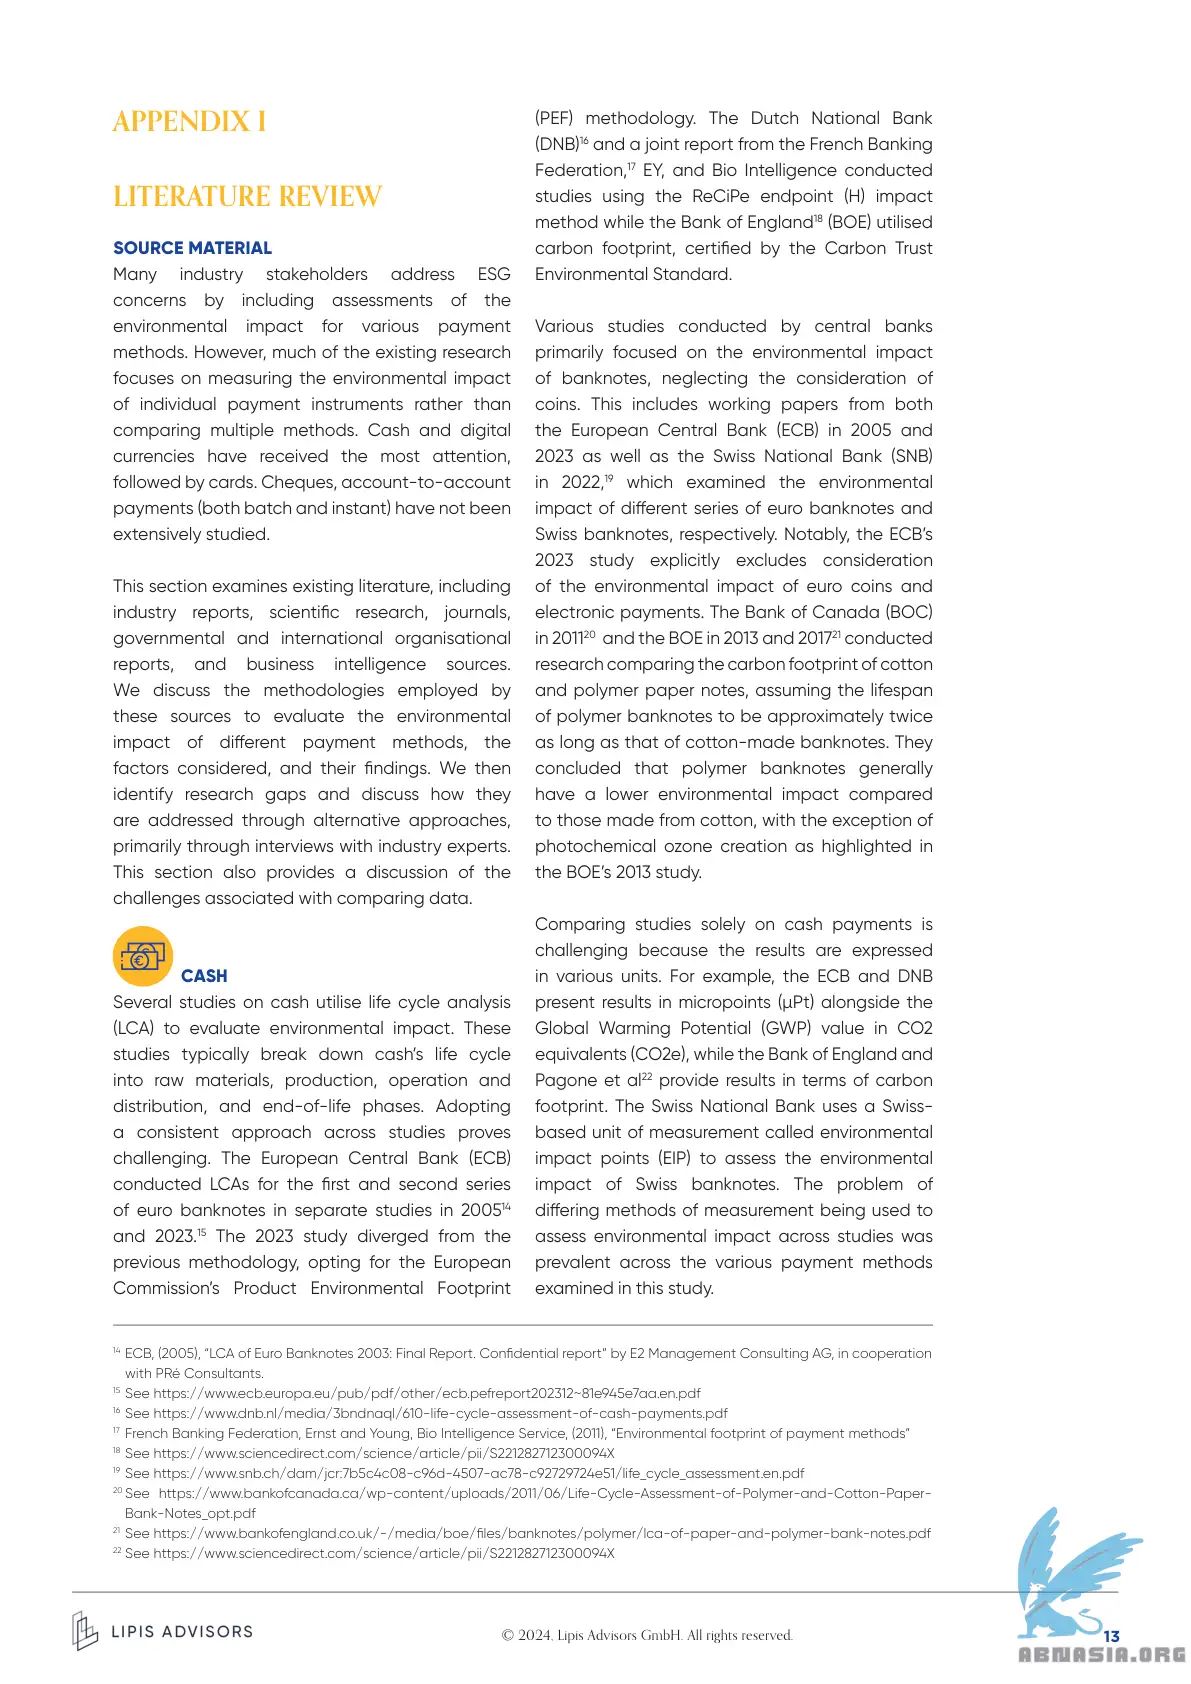 APPENDIX I
LITERATURE REVIEW
SOURCE MATERIAL
Many industry stakeholders address ESG
concerns by including assessments of the
environmental impact for various payment
methods. However, much of the existing research
focuses on measuring the environmental impact
of individual payment instruments rather than
comparing multiple methods. Cash and digital
currencies have received the most attention,
followed by cards. Cheques, account-to-account
payments (both batch and instant) have not been
extensively studied.
This section examines existing literature, including
industry reports, scientific research, journals,
governmental and international organisational
reports, and business intelligence sources.
We discuss the methodologies employed by
these sources to evaluate the environmental
impact of different payment methods, the
factors considered, and their findings. We then
identify research gaps and discuss how they
are addressed through alternative approaches,
primarily through interviews with industry experts.
This section also provides a discussion of the
challenges associated with comparing data.
CASH
Several studies on cash utilise life cycle analysis
(LCA) to evaluate environmental impact. These
studies typically break down cash's life cycle
into raw materials, production, operation and
distribution, and end-of-life phases. Adopting
a consistent approach across studies proves
challenging. The European Central Bank (ECB)
conducted LCAs for the first and second series
of euro banknotes in separate studies in 2005¹⁴
and 2023.¹⁵ The 2023 study diverged from the
previous methodology, opting for the European
Commission's Product Environmental Footprint
(PEF) methodology. The Dutch National Bank
(DNB)¹⁶ and a joint report from the French Banking
Federation,¹⁷ EY, and Bio Intelligence conducted
studies using the ReCiPe endpoint (H) impact
method while the Bank of England¹⁸ (BOE) utilised
carbon footprint, certified by the Carbon Trust
Environmental Standard.
Various studies conducted by central banks
primarily focused on the environmental impact
of banknotes, neglecting the consideration of
coins. This includes working papers from both
the European Central Bank (ECB) in 2005 and
2023 as well as the Swiss National Bank (SNB)
in 2022,¹⁹ which examined the environmental
impact of different series of euro banknotes and
Swiss banknotes, respectively. Notably, the ECB's
2023 study explicitly excludes consideration
of the environmental impact of euro coins and
electronic payments. The Bank of Canada (BOC)
in 2011²⁰ and the BOE in 2013 and 2017²¹ conducted
research comparing the carbon footprint of cotton
and polymer paper notes, assuming the lifespan
of polymer banknotes to be approximately twice
as long as that of cotton-made banknotes. They
concluded that polymer banknotes generally
have a lower environmental impact compared
to those made from cotton, with the exception of
photochemical ozone creation as highlighted in
the BOE's 2013 study.
Comparing studies solely on cash payments is
challenging because the results are expressed
in various units. For example, the ECB and DNB
present results in micropoints (µPt) alongside the
Global Warming Potential (GWP) value in CO2
equivalents (CO2e), while the Bank of England and
Pagone et al²² provide results in terms of carbon
footprint. The Swiss National Bank uses a Swiss-
based unit of measurement called environmental
impact points (EIP) to assess the environmental
impact of Swiss banknotes. The problem of
differing methods of measurement being used to
assess environmental impact across studies was
prevalent across the various payment methods
examined in this study.
¹⁴ ECB, (2005), "LCA of Euro Banknotes 2003: Final Report. Confidential report" by E2 Management Consulting AG, in cooperation
with PRé Consultants.
¹⁵ See https://www.ecb.europa.eu/pub/pdf/other/ecb.pefreport202312~81e945e7aa.en.pdf
¹⁶ See https://www.dnb.nl/media/3bndnaql/610-life-cycle-assessment-of-cash-payments.pdf
¹⁷ French Banking Federation, Ernst and Young, Bio Intelligence Service, (2011), "Environmental footprint of payment methods"
¹⁸ See https://www.sciencedirect.com/science/article/pii/S221282712300094X
¹⁹ See https://www.snb.ch/dam/jcr:7b5c4c08-c96d-4507-ac78-c92729724e51/life_cycle_assessment.en.pdf
²⁰ See https://www.bankofcanada.ca/wp-content/uploads/2011/06/Life-Cycle-Assessment-of-Polymer-and-Cotton-Paper-
Bank-Notes_opt.pdf
²¹ See https://www.bankofengland.co.uk/-/media/boe/files/banknotes/polymer/lca-of-paper-and-polymer-bank-notes.pdf
²² See https://www.sciencedirect.com/science/article/pii/S221282712300094X
LIPIS ADVISORS
© 2024, Lipis Advisors GmbH. All rights reserved.
13
ABNASIA.ORG